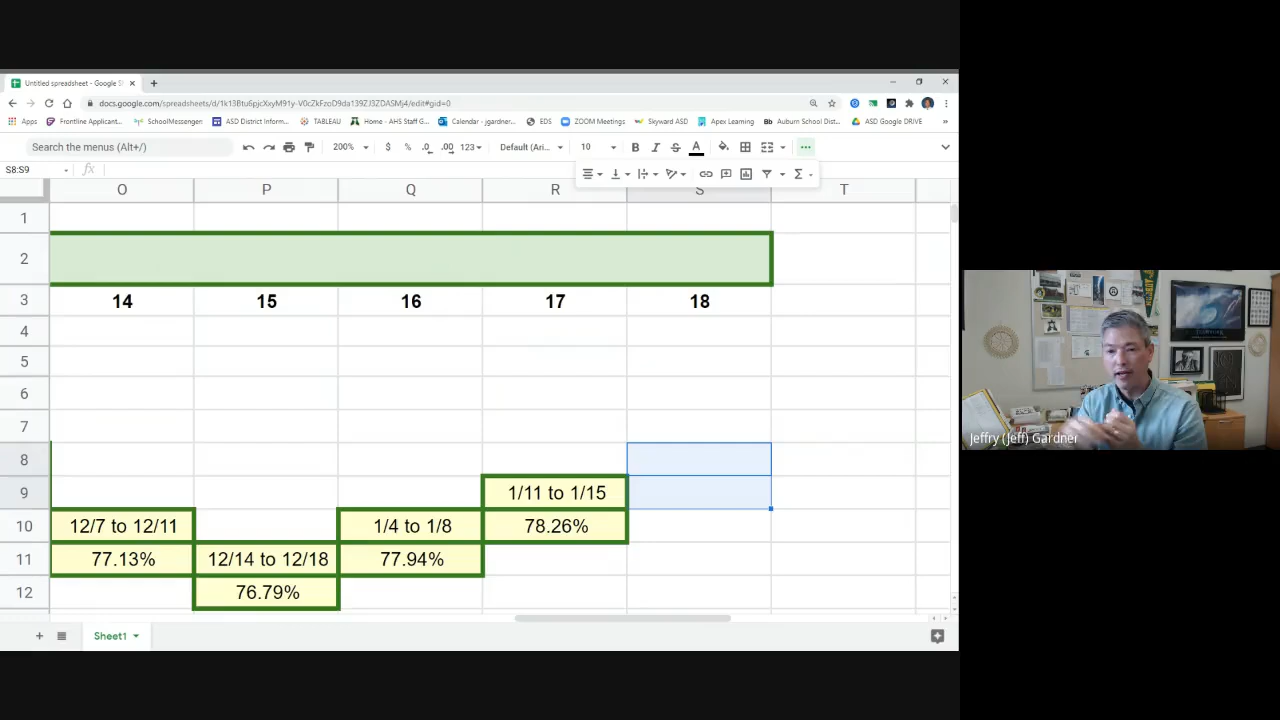 Untitled spreadsheet - Google S
docs.google.com/spreadsheets/d/1k13Btu6pjcXxyM91y-V0cZkFzoD9da139ZJ3ZDASMj4/edit#gid=0
Apps Frontline Applicant... SchoolMessenger ASD District Inform... TABLEAU Home - AHS Staff G... Calendar - jgardner... EDS ZOOM Meetings Skyward ASD Apex Learning Bb Auburn School Dist... ASD Google DRIVE »
Search the menus (Alt+/) 200% $ % .0 .00 123 Default (Ari... 10 B I S A
S8:S9 fx
O P Q R S T
1
2
3 14 15 16 17 18
4
5
6
7
8
9 1/11 to 1/15
10 12/7 to 12/11 1/4 to 1/8 78.26%
11 77.13% 12/14 to 12/18 77.94%
12 76.79%
Sheet1
Jeffry (Jeff) Gardner